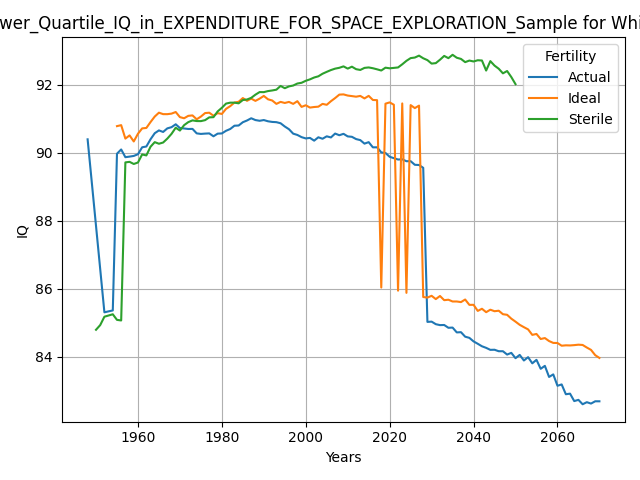 wer_Quartile_IQ_in_EXPENDITURE_FOR_SPACE_EXPLORATION_Sample for Whi
Fertility
Actual
Ideal
Sterile
92
90
88
86
84
IQ
1960
1980
2000
2020
2040
2060
Years